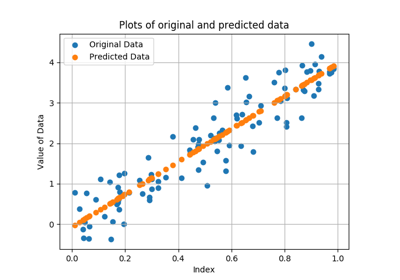 Plots of original and predicted data
Original Data
Predicted Data
Value of Data
4
3
2
1
0
0.0 0.2 0.4 0.6 0.8 1.0
Index